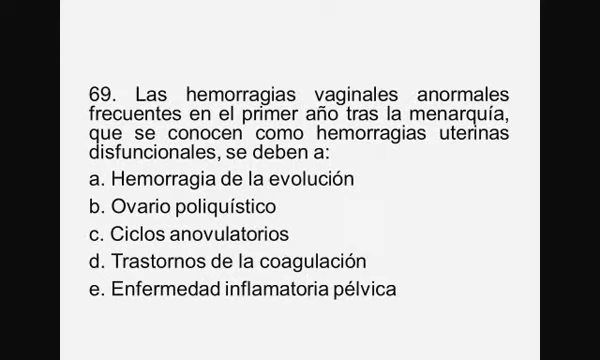 69. Las hemorragias vaginales anormales
frecuentes en el primer año tras la menarquía,
que se conocen como hemorragias uterinas
disfuncionales, se deben a:
a. Hemorragia de la evolución
b. Ovario poliquístico
c. Ciclos anovulatorios
d. Trastornos de la coagulación
e. Enfermedad inflamatoria pélvica